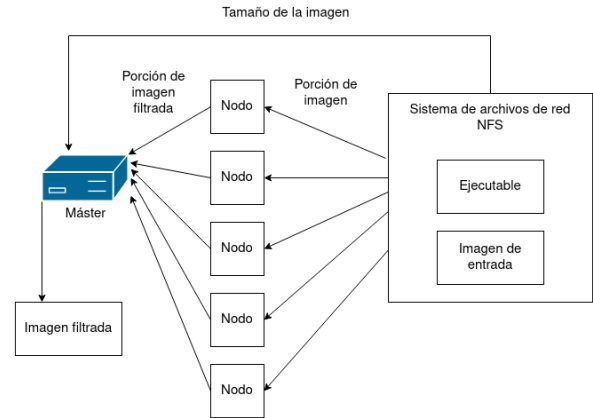 Tamaño de la imagen
Porción de
imagen
filtrada
Porción de
imagen
Nodo
Nodo
Nodo
Nodo
Nodo
Sistema de archivos de red
NFS
Ejecutable
Imagen de
entrada
Máster
Imagen filtrada